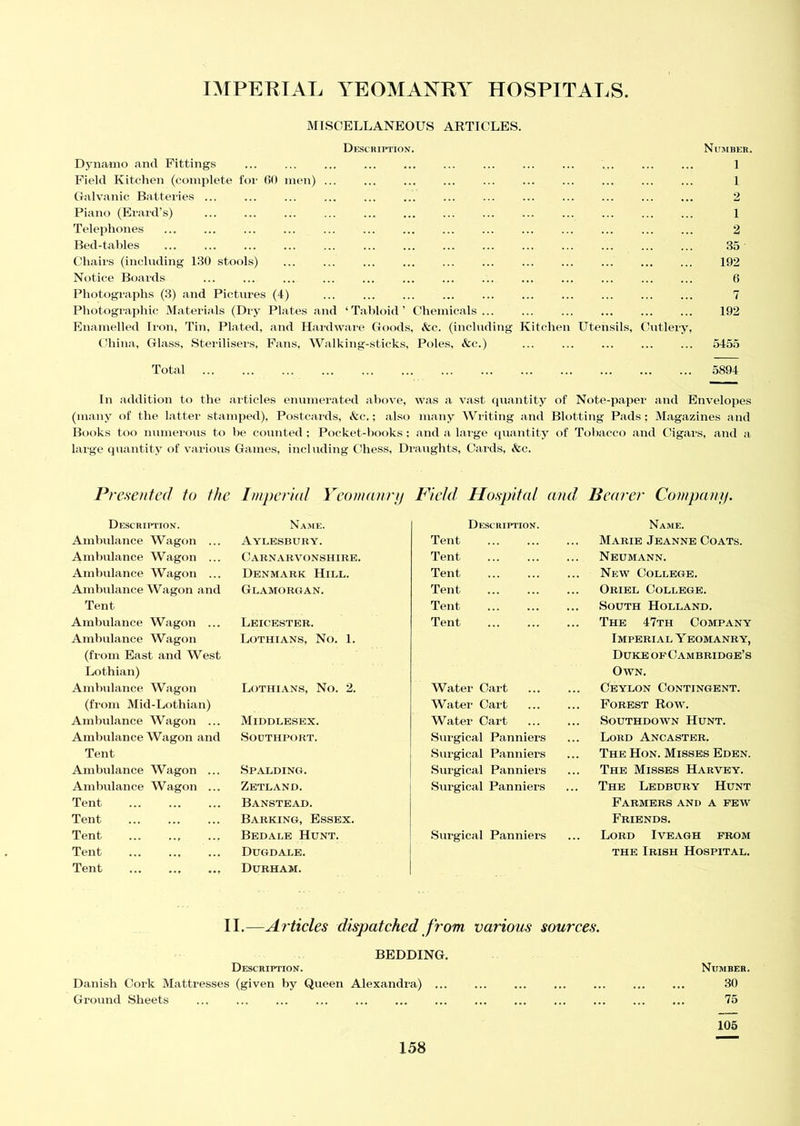 IMPERIAL YEOMANRY HOSPITALS.
MISCELLANEOUS ARTICLES.
Description. Number.
Dynamo and Fittings ... ... ... ... ... ... ... ... ... ... ... ... 1
Field Kitchen (complete for 60 men) ... ... ... ... ... ... ... ... ... ... 1
Galvanic Batteries ... ... ... ... ... ... ... ... ... ... ... ... ... 2
Piano (Erard's) ... ... ... ... ... ... ... ... ... ... ... ... ... 1
Telephones ... ... ... ... ... ... ... ... ... ... ... ... ... ... 2
Bed-tables ... ... ... ... ... ... ... ... ... ... ... ... ... ... 35
Chairs (including 130 stools) ... ... ... ... ... ... ... ... ... ... ... 192
Notice Boards ... ... ... ... ... ... ... ... ... ... ... ... ... 6
Photographs (3) and Pictures (4) ... ... ... ... ... ... ... ... ... ... 7
Photographic Materials (Dry Plates and 'Tabloid' Chemicals ... ... ... ... ... ... 192
Enamelled Iron, Tin, Plated, and Hardware Goods, &c. (including Kitchen Utensils, Cutlery,
China, Glass, Sterilisers, Fans, Walking-sticks, Poles, &c.) ... ... ... ... ... 5455
Total ... ... ... ... ... ... ... ... ... ... ... ... ... 5894
In addition to the articles enumerated above, was a vast quantity of Note-paper and Envelopes
(many of the latter stamped), Postcards, &c.; also many Writing and Blotting Pads; Magazines and
Books too numerous to be counted; Pocket-books; and a large quantity of Tobacco and Cigars, and a
large quantity of various Games, including Chess, Draughts, Cards, &c.
Presented to the Imperial Yeomanry Field Hospital and Bearer Company.
Description. Name.
Ambulance Wagon ... Aylesbury.
Ambulance Wagon ... Carnarvonshire.
Ambulance Wagon ... Denmark Hill.
Ambulance Wagon and Glamorgan.
Tent
Ambulance Wagon ... Leicester.
Ambulance Wagon Lothians, No. 1.
(from East and West
Lothian)
Ambulance Wagon Lothians, No. 2.
(from Mid-Lothian)
Ambulance Wagon ... Middlesex.
Ambulance Wagon and Southport.
Tent
Ambulance Wagon ... Spalding.
Ambulance Wagon ... Zetland.
Tent ... ... ... Banstead.
Tent ... ... ... Barking, Essex.
Tent ... ... ... Bedale Hunt.
Tent ... ... ... Dugdale.
Tent ... ... ... Durham.
Description. Name.
Tent ... ... ... Marie Jeanne Coats.
Tent ... ... ... Neumann.
Tent ... ... ... New College.
Tent ... ... ... Oriel College.
Tent ... ... ... South Holland.
Tent ... ... ... The 47th Company
Imperial Yeomanry,
Duke of Cambridge's
Own.
Water Cart ... ... Ceylon Contingent.
Water Cart ... ... Forest Row.
Water Cart ... ... Southdown Hunt.
Surgical Panniers ... Lord Ancaster.
Surgical Panniers ... The Hon. Misses Eden.
Surgical Panniers ... The Misses Harvey.
Surgical Panniers ... The Ledbury Hunt
Farmers and a few
Friends.
Surgical Panniers ... Lord Iveagh from
the Irish Hospital.
II.—Articles dispatched from various sources.
BEDDING.
Description. Number.
Danish Cork Mattresses (given by Queen Alexandra) ... ... ... ... ... ... ... 30
Ground Sheets ... ... ... ... ... ... ... ... ... ... ... ... ... 75
105
158